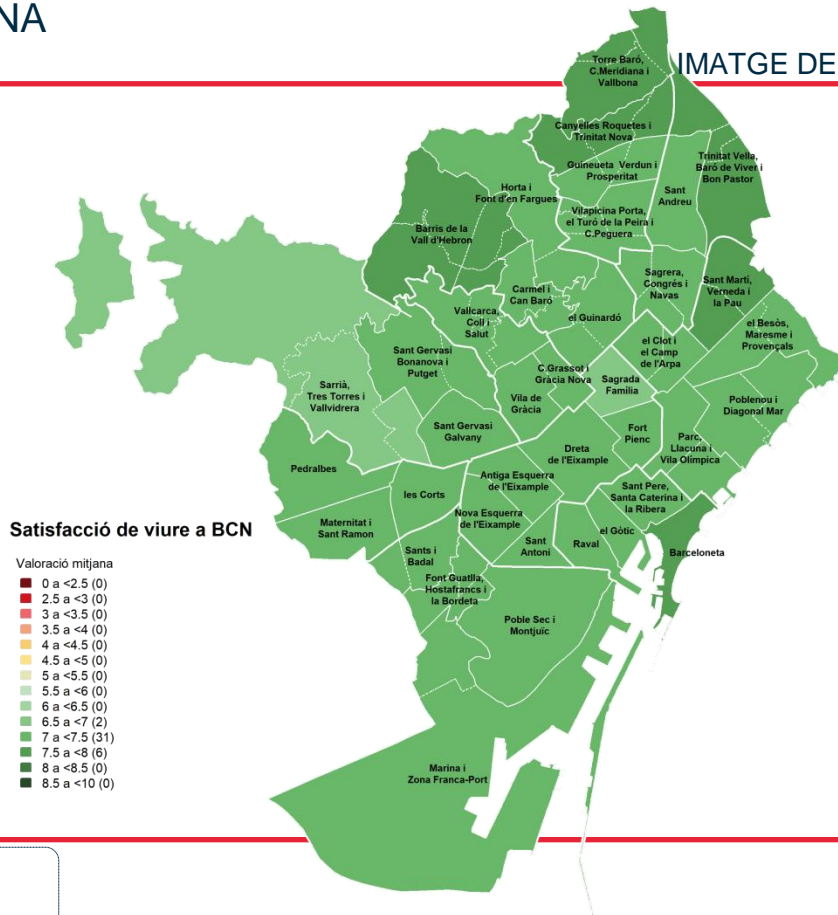 NA
IMATGE DE
Torre Baró,
C.Meridiana i
Vallbona
Canyelles Roquetes i
Trinitat Nova
Guineueta Verdun i
Prosperitat
Trinitat Vella,
Baró de Viver i
Bon Pastor
Horta i
Font d'en Fargues
Sant
Andreu
Vilapicina Porta,
el Turó de la Peira i
C.Peguera
Barris de la
Vall d'Hebron
Sagrera,
Congrés i
Navas
Sant Martí,
Verneda i
la Pau
Carmel i
Can Baró
Vallcarca,
Coll i
Salut
el Guinardó
el Besòs,
Maresme i
Provençals
el Clot i
el Camp
de l'Arpa
Sant Gervasi
Bonanova i
Putget
C.Grassot i
Gràcia Nova
Sagrada
Família
Sarrià,
Tres Torres i
Vallvidrera
Vila de
Gràcia
Poblenou i
Diagonal Mar
Sant Gervasi
Galvany
Fort
Pienc
Parc,
Llacuna i
Vila Olímpica
Dreta
de l'Eixample
Pedralbes
Antiga Esquerra
de l'Eixample
Sant Pere,
Santa Caterina i
la Ribera
les Corts
Nova Esquerra
de l'Eixample
Maternitat i
Sant Ramon
el Gòtic
Sant
Antoni
Raval
Barceloneta
Sants i
Badal
Font Guatlla,
Hostafrancs i
la Bordeta
Poble Sec i
Montjuïc
Marina i
Zona Franca-Port
Satisfacció de viure a BCN
Valoració mitjana
0 a <2.5 (0)
2.5 a <3 (0)
3 a <3.5 (0)
3.5 a <4 (0)
4 a <4.5 (0)
4.5 a <5 (0)
5 a <5.5 (0)
5.5 a <6 (0)
6 a <6.5 (0)
6.5 a <7 (2)
7 a <7.5 (31)
7.5 a <8 (6)
8 a <8.5 (0)
8.5 a <10 (0)